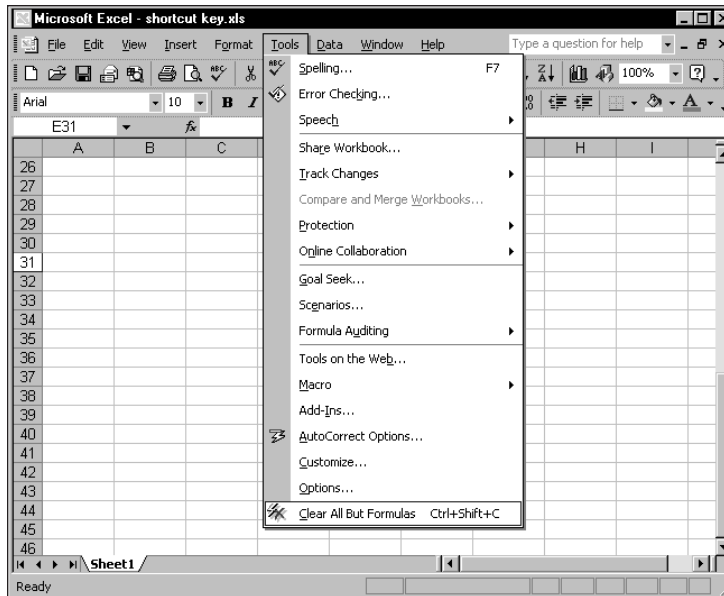 Microsoft Excel - shortcut key.xls
File Edit View Insert Format Tools Data Window Help Type a question for help
100%
Arial 10 B I A
E31 fx
A B C H I
Spelling... F7
Error Checking...
Speech
Share Workbook...
Track Changes
Compare and Merge Workbooks...
Protection
Online Collaboration
Goal Seek...
Scenarios...
Formula Auditing
Tools on the Web...
Macro
Add-Ins...
AutoCorrect Options...
Customize...
Options...
Clear All But Formulas Ctrl+Shift+C
26
27
28
29
30
31
32
33
34
35
36
37
38
39
40
41
42
43
44
45
46
Sheet1
Ready